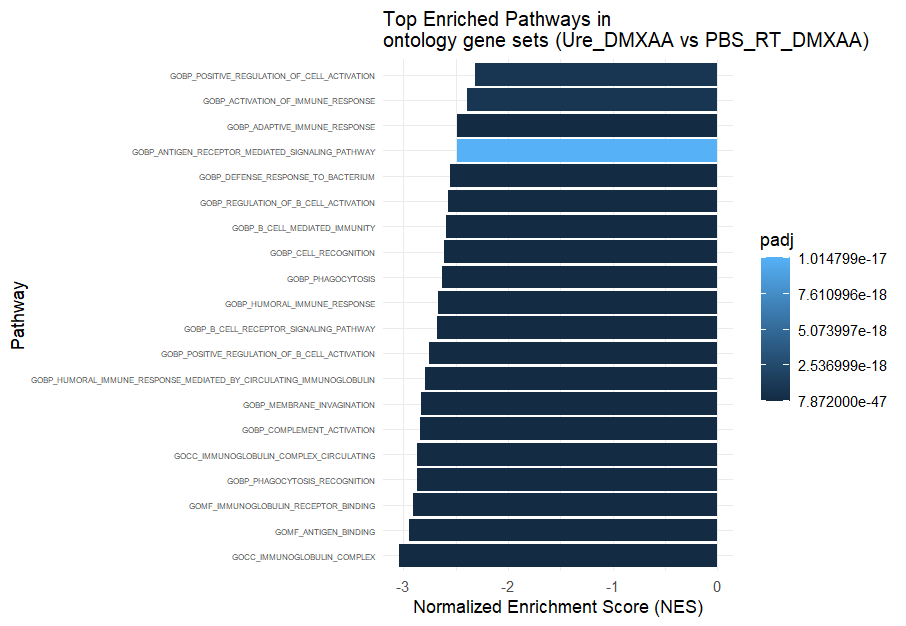 Top Enriched Pathways in
ontology gene sets (Ure_DMXAA vs PBS_RT_DMXAA)
Pathway
GOBP_POSITIVE_REGULATION_OF_CELL_ACTIVATION
GOBP_ACTIVATION_OF_IMMUNE_RESPONSE
GOBP_ADAPTIVE_IMMUNE_RESPONSE
GOBP_ANTIGEN_RECEPTOR_MEDIATED_SIGNALING_PATHWAY
GOBP_DEFENSE_RESPONSE_TO_BACTERIUM
GOBP_REGULATION_OF_B_CELL_ACTIVATION
GOBP_B_CELL_MEDIATED_IMMUNITY
GOBP_CELL_RECOGNITION
GOBP_PHAGOCYTOSIS
GOBP_HUMORAL_IMMUNE_RESPONSE
GOBP_B_CELL_RECEPTOR_SIGNALING_PATHWAY
GOBP_POSITIVE_REGULATION_OF_B_CELL_ACTIVATION
GOBP_HUMORAL_IMMUNE_RESPONSE_MEDIATED_BY_CIRCULATING_IMMUNOGLOBULIN
GOBP_MEMBRANE_INVAGINATION
GOBP_COMPLEMENT_ACTIVATION
GOCC_IMMUNOGLOBULIN_COMPLEX_CIRCULATING
GOBP_PHAGOCYTOSIS_RECOGNITION
GOMF_IMMUNOGLOBULIN_RECEPTOR_BINDING
GOMF_ANTIGEN_BINDING
GOCC_IMMUNOGLOBULIN_COMPLEX
-3 -2 -1 0
Normalized Enrichment Score (NES)
padj
1.014799e-17
7.610996e-18
5.073997e-18
2.536999e-18
7.872000e-47